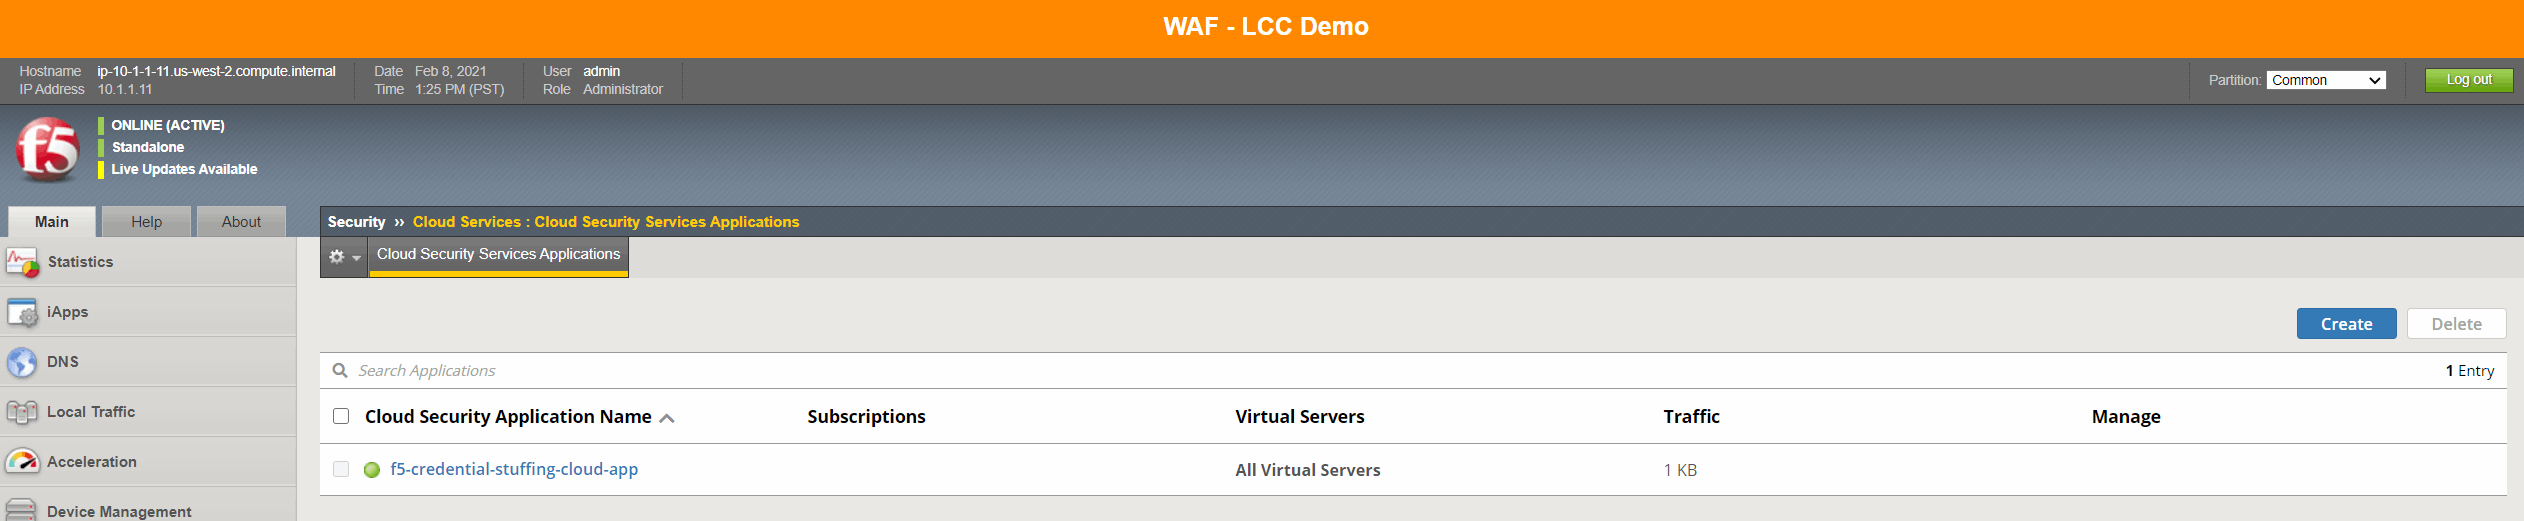 WAF - LCC Demo
Hostname ip-10-1-1-11.us-west-2.compute.internal Date Feb 8, 2021 User admin
IP Address 10.1.1.11 Time 1:25 PM (PST) Role Administrator
Partition: Common Log out
f5
ONLINE (ACTIVE)
Standalone
Live Updates Available
Main Help About
Security ›› Cloud Services : Cloud Security Services Applications
Cloud Security Services Applications
Statistics
iApps
DNS
Local Traffic
Acceleration
Device Management
Create Delete
Search Applications 1 Entry
Cloud Security Application Name Subscriptions Virtual Servers Traffic Manage
f5-credential-stuffing-cloud-app All Virtual Servers 1 KB